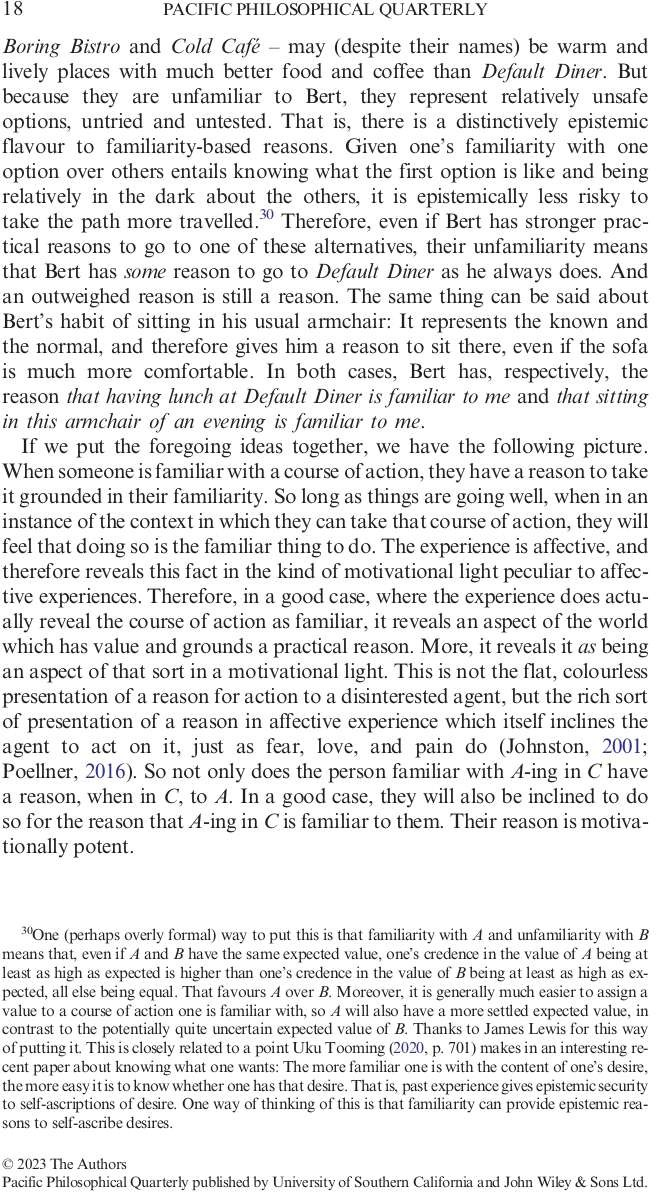 18 PACIFIC PHILOSOPHICAL QUARTERLY
Boring Bistro and Cold Café – may (despite their names) be warm and
lively places with much better food and coffee than Default Diner. But
because they are unfamiliar to Bert, they represent relatively unsafe
options, untried and untested. That is, there is a distinctively epistemic
flavour to familiarity-based reasons. Given one's familiarity with one
option over others entails knowing what the first option is like and being
relatively in the dark about the others, it is epistemically less risky to
take the path more travelled.30 Therefore, even if Bert has stronger prac-
tical reasons to go to one of these alternatives, their unfamiliarity means
that Bert has some reason to go to Default Diner as he always does. And
an outweighed reason is still a reason. The same thing can be said about
Bert's habit of sitting in his usual armchair: It represents the known and
the normal, and therefore gives him a reason to sit there, even if the sofa
is much more comfortable. In both cases, Bert has, respectively, the
reason that having lunch at Default Diner is familiar to me and that sitting
in this armchair of an evening is familiar to me.
If we put the foregoing ideas together, we have the following picture.
When someone is familiar with a course of action, they have a reason to take
it grounded in their familiarity. So long as things are going well, when in an
instance of the context in which they can take that course of action, they will
feel that doing so is the familiar thing to do. The experience is affective, and
therefore reveals this fact in the kind of motivational light peculiar to affec-
tive experiences. Therefore, in a good case, where the experience does actu-
ally reveal the course of action as familiar, it reveals an aspect of the world
which has value and grounds a practical reason. More, it reveals it as being
an aspect of that sort in a motivational light. This is not the flat, colourless
presentation of a reason for action to a disinterested agent, but the rich sort
of presentation of a reason in affective experience which itself inclines the
agent to act on it, just as fear, love, and pain do (Johnston, 2001;
Poellner, 2016). So not only does the person familiar with A-ing in C have
a reason, when in C, to A. In a good case, they will also be inclined to do
so for the reason that A-ing in C is familiar to them. Their reason is motiva-
tionally potent.
30One (perhaps overly formal) way to put this is that familiarity with A and unfamiliarity with B
means that, even if A and B have the same expected value, one's credence in the value of A being at
least as high as expected is higher than one's credence in the value of B being at least as high as ex-
pected, all else being equal. That favours A over B. Moreover, it is generally much easier to assign a
value to a course of action one is familiar with, so A will also have a more settled expected value, in
contrast to the potentially quite uncertain expected value of B. Thanks to James Lewis for this way
of putting it. This is closely related to a point Uku Tooming (2020, p. 701) makes in an interesting re-
cent paper about knowing what one wants: The more familiar one is with the content of one's desire,
the more easy it is to know whether one has that desire. That is, past experience gives epistemic security
to self-ascriptions of desire. One way of thinking of this is that familiarity can provide epistemic rea-
sons to self-ascribe desires.
© 2023 The Authors
Pacific Philosophical Quarterly published by University of Southern California and John Wiley & Sons Ltd.